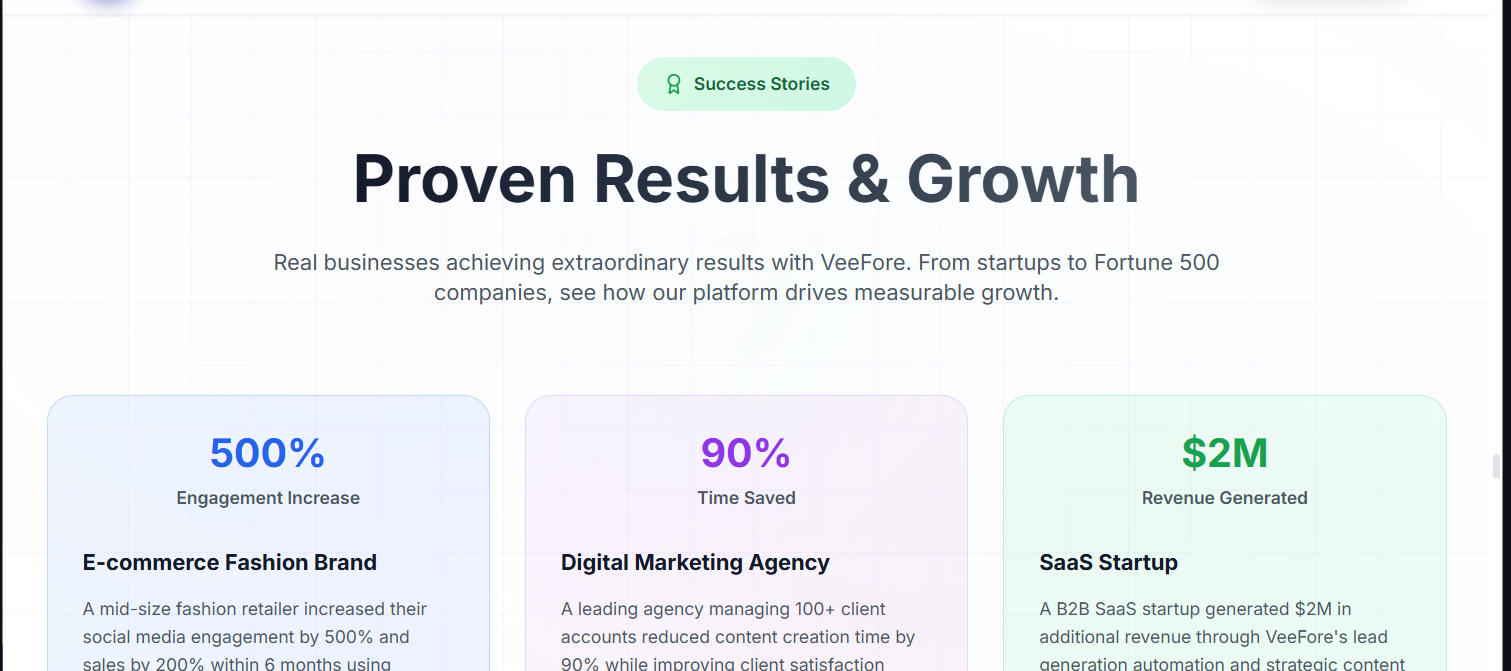 Success Stories
Proven Results & Growth
Real businesses achieving extraordinary results with VeeFore. From startups to Fortune 500
companies, see how our platform drives measurable growth.
500%
Engagement Increase
E-commerce Fashion Brand
A mid-size fashion retailer increased their
social media engagement by 500% and
sales by 200% within 6 months using
90%
Time Saved
Digital Marketing Agency
A leading agency managing 100+ client
accounts reduced content creation time by
90% while improving client satisfaction
$2M
Revenue Generated
SaaS Startup
A B2B SaaS startup generated $2M in
additional revenue through VeeFore's lead
generation automation and strategic content